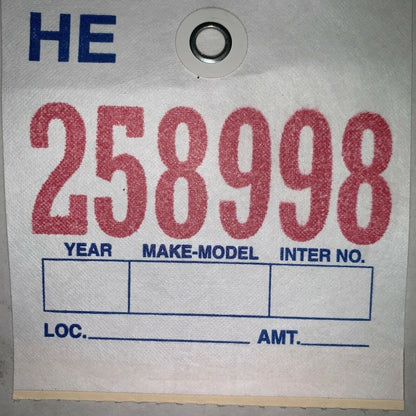 HE
258998
YEAR MAKE-MODEL INTER NO.
LOC. AMT.